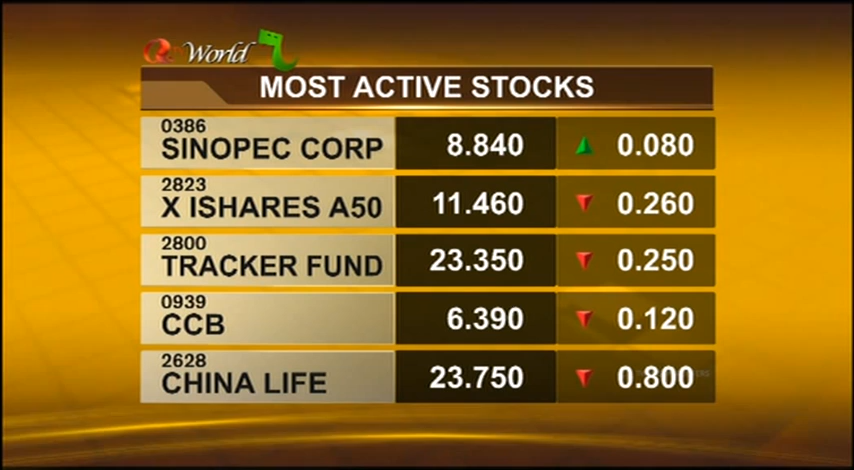 World
MOST ACTIVE STOCKS
0386
SINOPEC CORP 8.840 0.080
2823
X ISHARES A50 11.460 0.260
2800
TRACKER FUND 23.350 0.250
0939
CCB 6.390 0.120
2628
CHINA LIFE 23.750 0.800